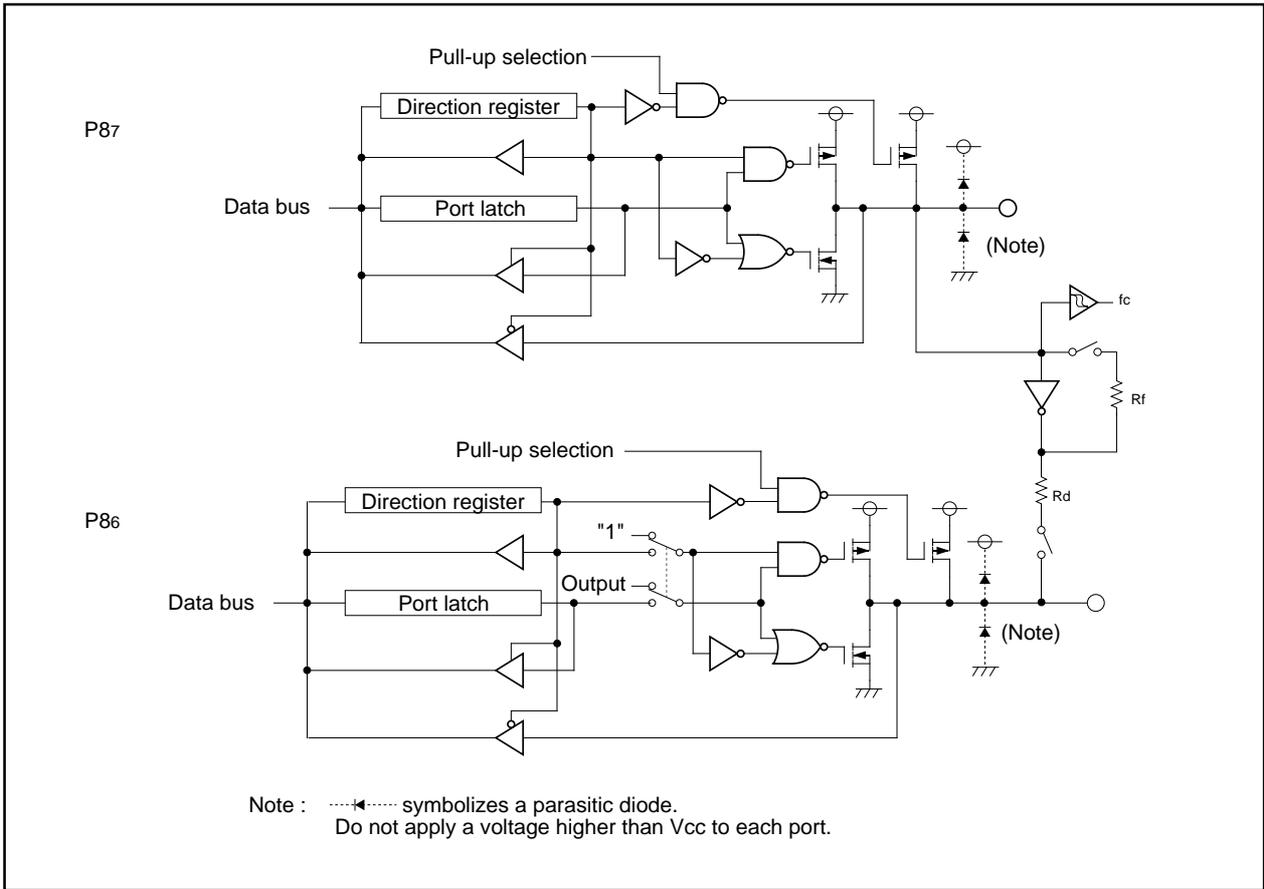 Pull-up selection
Direction register
P87
Data bus
Port latch
(Note)
fc
Rf
Pull-up selection
Direction register
Rd
P86
"1"
Output
Data bus
Port latch
(Note)
Note : symbolizes a parasitic diode.
Do not apply a voltage higher than Vcc to each port.